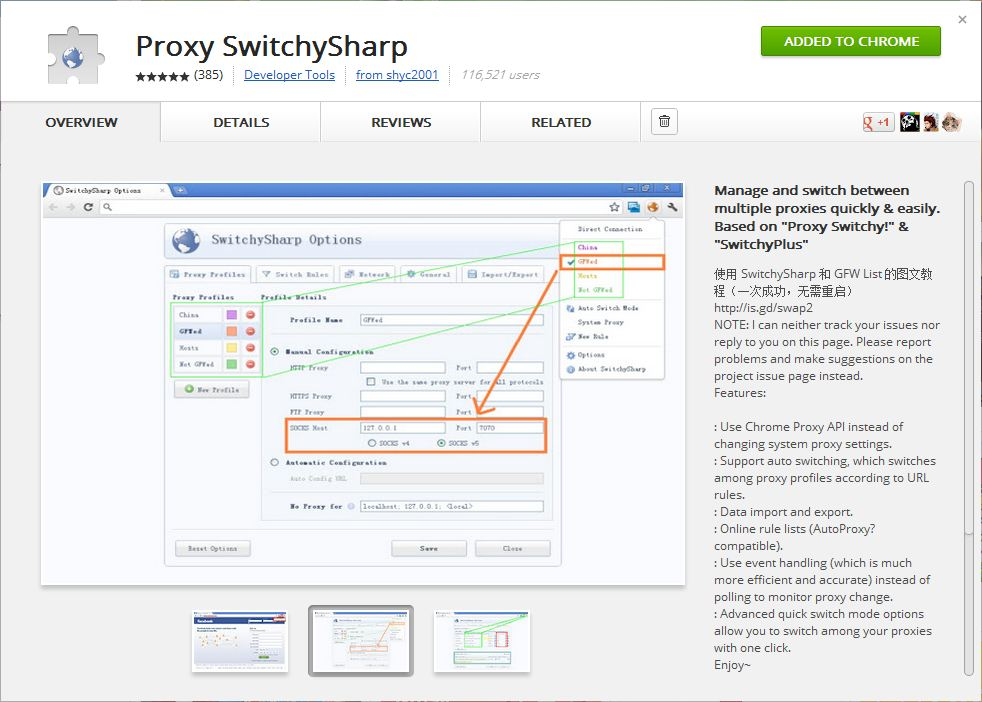 Proxy SwitchySharp
(385) Developer Tools from shyc2001 116,521 users
ADDED TO CHROME
OVERVIEW DETAILS REVIEWS RELATED
g +1
SwitchySharp Options
SwitchySharp Options
Proxy Profiles Switch Rules Network General Import/Export
Proxy Profiles
China
GFWed
Hosts
Not GFWed
New Profile
Profile Details
Profile Name GFWed
Manual Configuration
HTTP Proxy Port
Use the same proxy server for all protocols
HTTPS Proxy Port
FTP Proxy Port
SOCKS Host 127.0.0.1 Port 7070
SOCKS v4 SOCKS v5
Automatic Configuration
Auto Config URL
No Proxy for localhost; 127.0.0.1; <local>
Reset Options Save Close
Direct Connection
China
GFWed
Hosts
Not GFWed
Auto Switch Mode
System Proxy
New Rule
Options
About SwitchySharp
Manage and switch between
multiple proxies quickly & easily.
Based on "Proxy Switchy!" &
"SwitchyPlus"
使用 SwitchySharp 和 GFW List 的图文教
程（一次成功，无需重启）
http://is.gd/swap2
NOTE: I can neither track your issues nor
reply to you on this page. Please report
problems and make suggestions on the
project issue page instead.
Features:
: Use Chrome Proxy API instead of
changing system proxy settings.
: Support auto switching, which switches
among proxy profiles according to URL
rules.
: Data import and export.
: Online rule lists (AutoProxy?
compatible).
: Use event handling (which is much
more efficient and accurate) instead of
polling to monitor proxy change.
: Advanced quick switch mode options
allow you to switch among your proxies
with one click.
Enjoy~
facebook